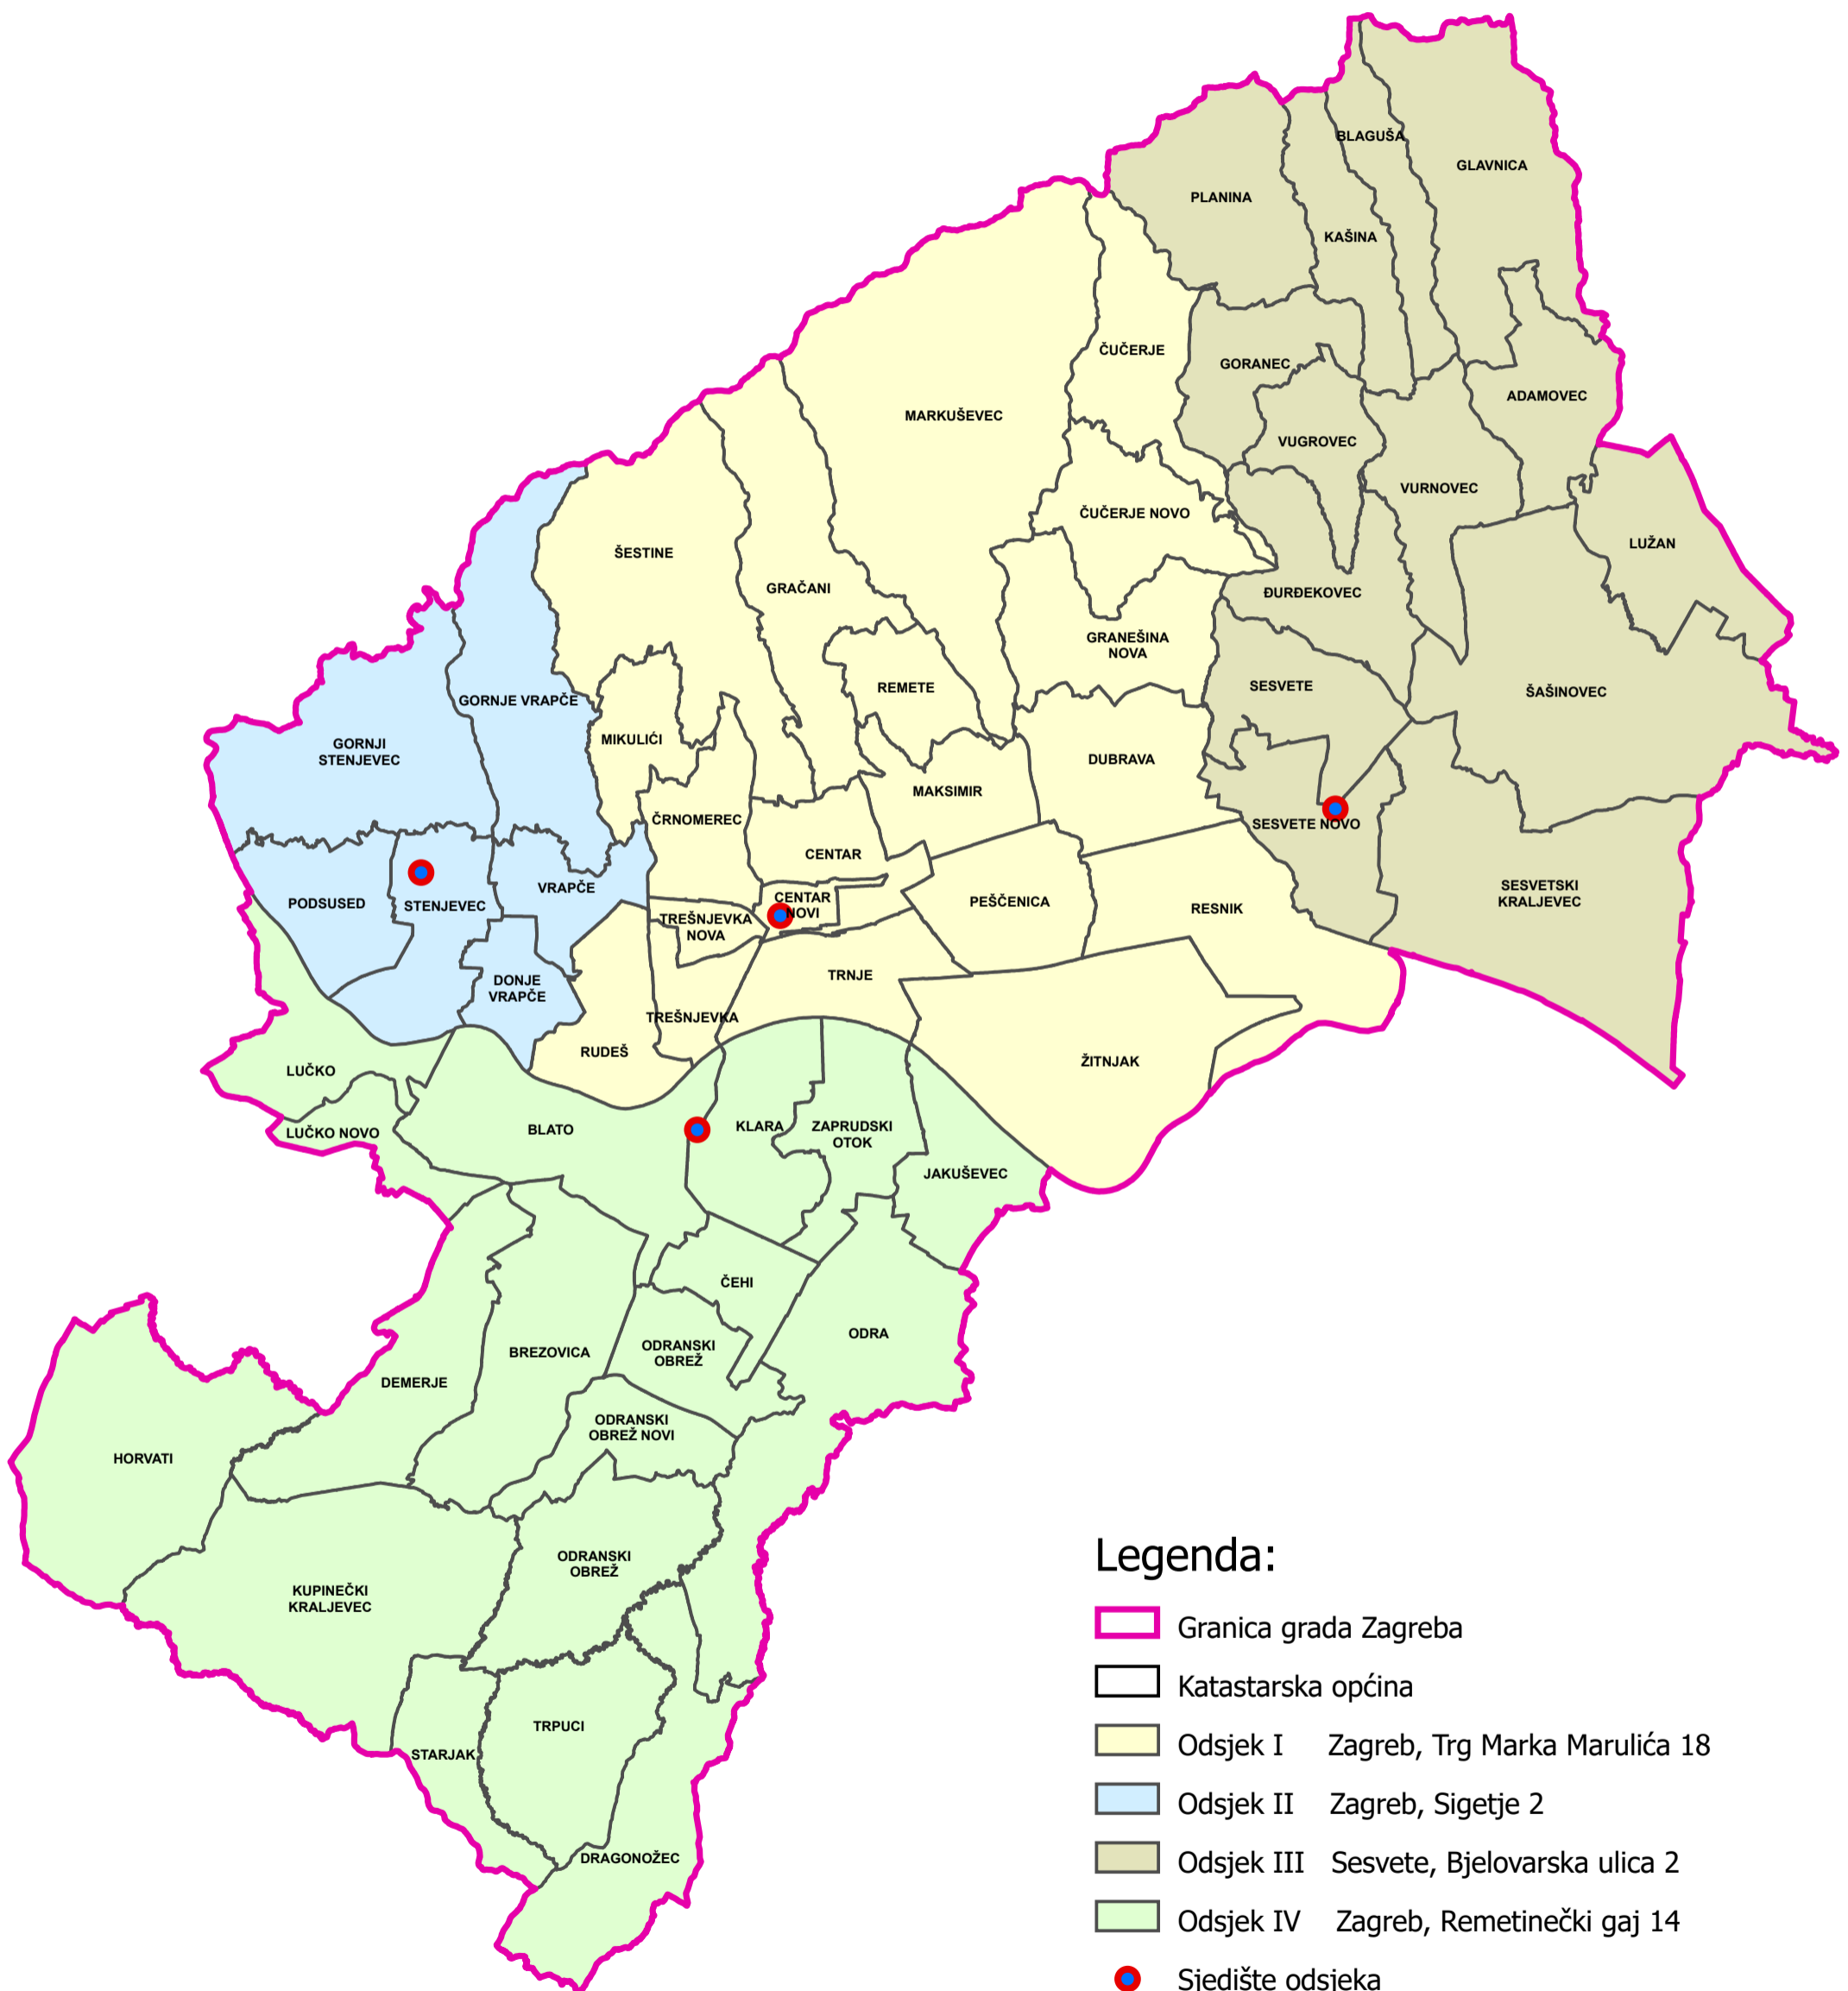 BLAGUŠA
GLAVNICA
PLANINA
KAŠINA
ČUČERJE
GORANEC
ADAMOVEC
MARKUŠEVEC
VUGROVEC
VURNOVEC
ČUČERJE NOVO
LUŽAN
ŠESTINE
GRAČANI
ĐURĐEKOVEC
GRANEŠINA
NOVA
REMETE
SESVETE
ŠAŠINOVEC
GORNJE VRAPČE
MIKULIĆI
GORNJI
STENJEVEC
DUBRAVA
MAKSIMIR
ČRNOMEREC
SESVETE NOVO
CENTAR
VRAPČE
SESVETSKI
KRALJEVEC
PODSUSED
STENJEVEC
CENTAR
NOVI
PEŠČENICA
RESNIK
TREŠNJEVKA
NOVA
TRNJE
DONJE
VRAPČE
TREŠNJEVKA
RUDEŠ
ŽITNJAK
LUČKO
LUČKO NOVO
BLATO
KLARA
ZAPRUDSKI
OTOK
JAKUŠEVEC
ČEHI
ODRA
ODRANSKI
OBREŽ
BREZOVICA
DEMERJE
ODRANSKI
OBREŽ NOVI
HORVATI
ODRANSKI
OBREŽ
KUPINEČKI
KRALJEVEC
TRPUCI
STARJAK
DRAGONOŽEC
Legenda:
Granica grada Zagreba
Katastarska općina
Odsjek I Zagreb, Trg Marka Marulića 18
Odsjek II Zagreb, Sigetje 2
Odsjek III Sesvete, Bjelovarska ulica 2
Odsjek IV Zagreb, Remetinečki gaj 14
Sjedište odsjeka